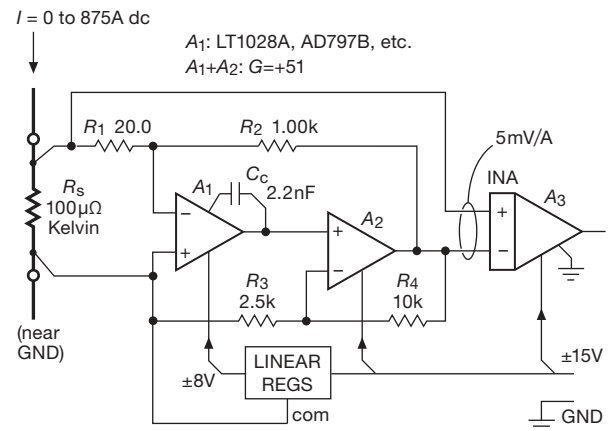 I = 0 to 875A dc
A1: LT1028A, AD797B, etc.
A1+A2: G=+51
R1 20.0
R2 1.00k
5mV/A
Rs
100μΩ
Kelvin
A1
Cc
2.2nF
A2
INA
A3
−
+
+
−
+
−
R3
2.5k
R4
10k
(near
GND)
±8V
LINEAR
REGS
±15V
com
GND